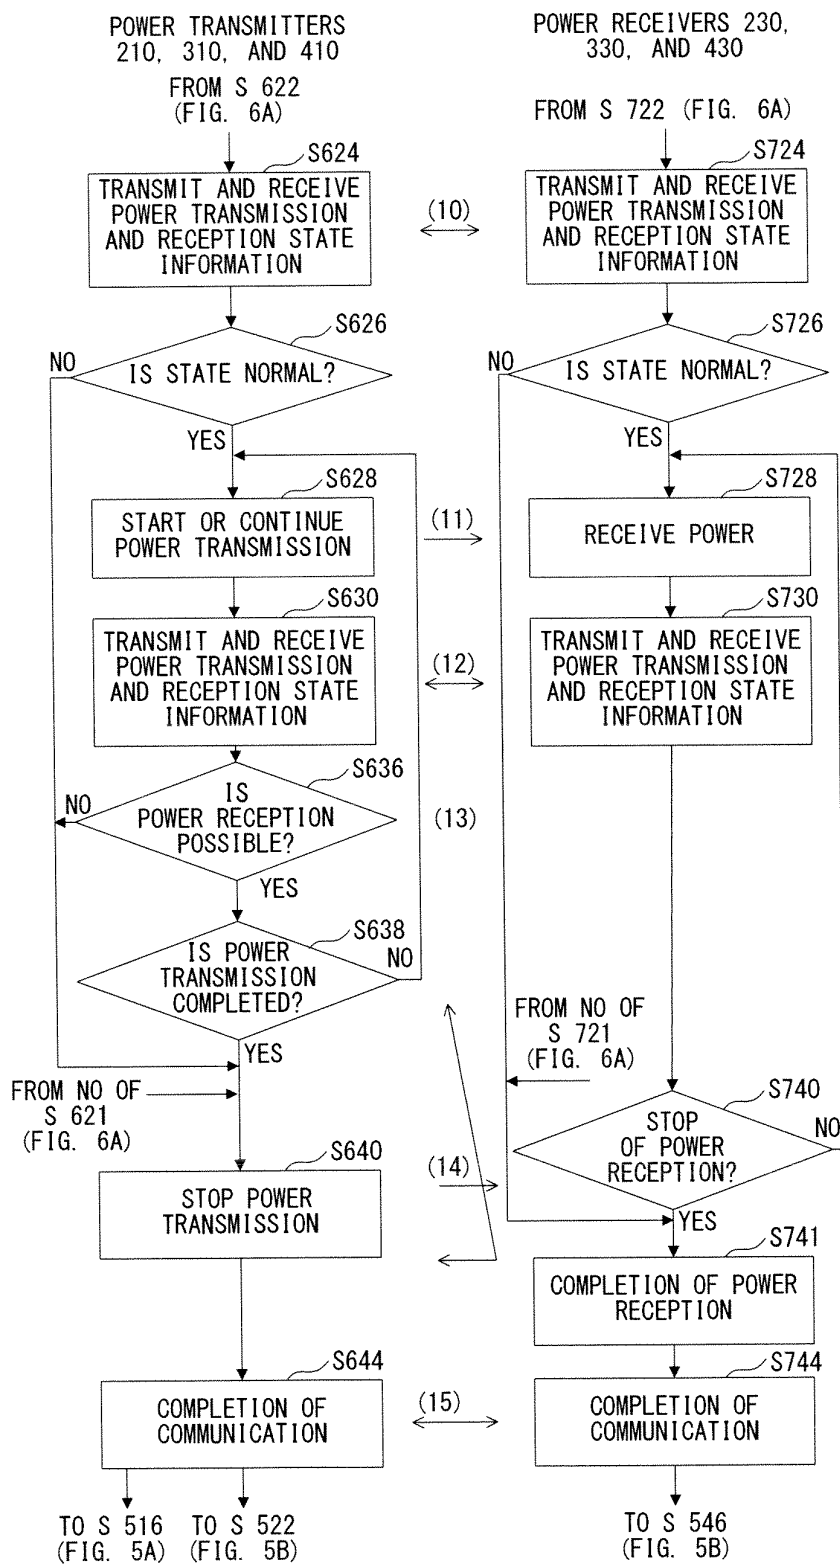 POWER TRANSMITTERS
210, 310, AND 410
FROM S 622
(FIG. 6A)
S624
TRANSMIT AND RECEIVE
POWER TRANSMISSION
AND RECEPTION STATE
INFORMATION
S626
NO
IS STATE NORMAL?
YES
S628
START OR CONTINUE
POWER TRANSMISSION
S630
TRANSMIT AND RECEIVE
POWER TRANSMISSION
AND RECEPTION STATE
INFORMATION
S636
NO
IS
POWER RECEPTION
POSSIBLE?
YES
S638
IS POWER
TRANSMISSION
COMPLETED?
NO
YES
FROM NO OF
S 621
(FIG. 6A)
S640
STOP POWER
TRANSMISSION
S644
COMPLETION OF
COMMUNICATION
TO S 516
(FIG. 5A)
TO S 522
(FIG. 5B)
(10)
(11)
(12)
(13)
(14)
(15)
POWER RECEIVERS 230,
330, AND 430
FROM S 722 (FIG. 6A)
S724
TRANSMIT AND RECEIVE
POWER TRANSMISSION
AND RECEPTION STATE
INFORMATION
S726
NO
IS STATE NORMAL?
YES
S728
RECEIVE POWER
S730
TRANSMIT AND RECEIVE
POWER TRANSMISSION
AND RECEPTION STATE
INFORMATION
FROM NO OF
S 721
(FIG. 6A)
S740
STOP
OF POWER
RECEPTION?
NO
YES
S741
COMPLETION OF POWER
RECEPTION
S744
COMPLETION OF
COMMUNICATION
TO S 546
(FIG. 5B)